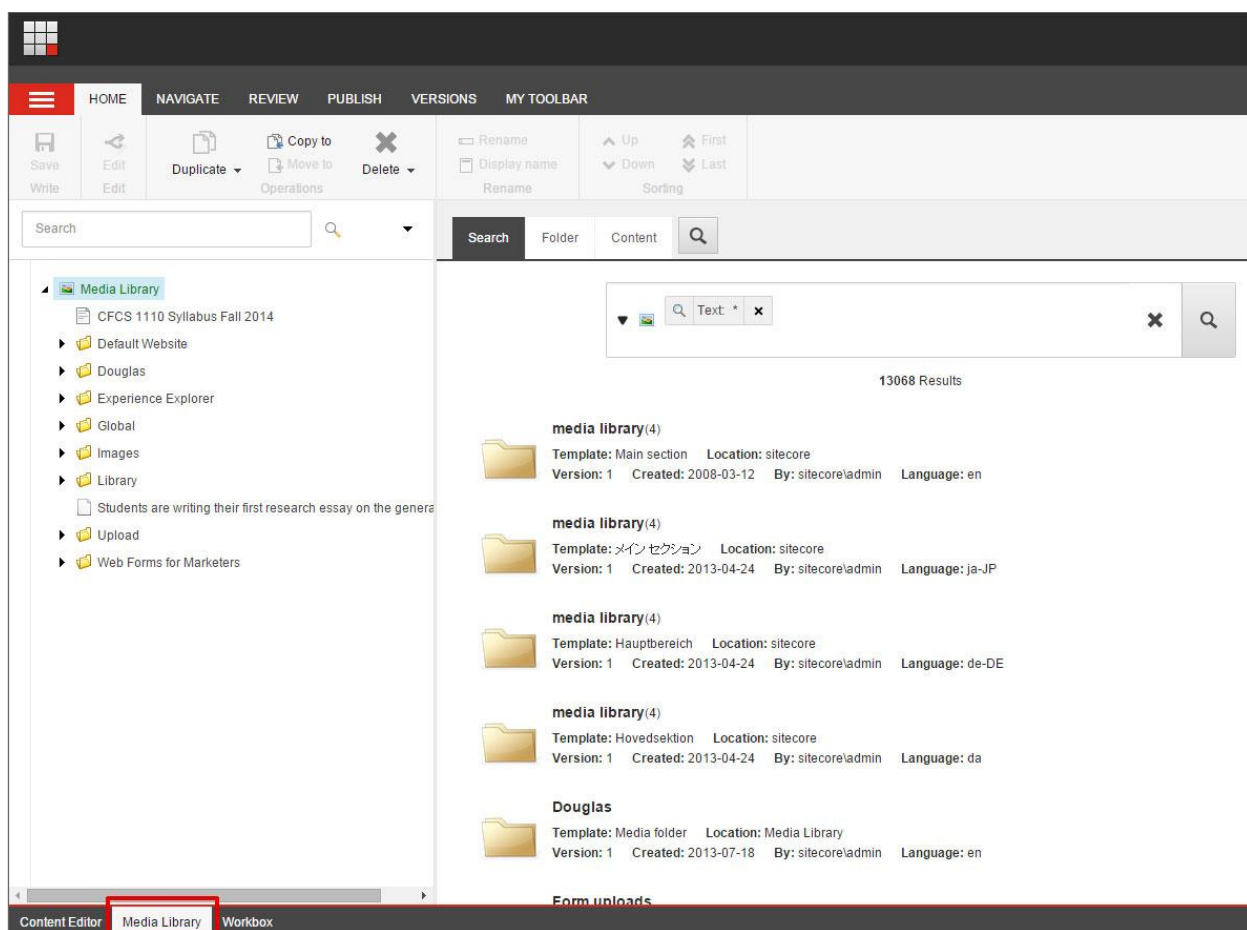 HOME NAVIGATE REVIEW PUBLISH VERSIONS MY TOOLBAR
Save Edit Duplicate Copy to Move to Delete Rename Display name Up Down First Last
Write Edit Operations Rename Sorting
Search
Media Library
CFCS 1110 Syllabus Fall 2014
Default Website
Douglas
Experience Explorer
Global
Images
Library
Students are writing their first research essay on the genera
Upload
Web Forms for Marketers
Search Folder Content
Text: *
13068 Results
media library(4)
Template: Main section Location: sitecore
Version: 1 Created: 2008-03-12 By: sitecore\admin Language: en
media library(4)
Template: メイン セクション Location: sitecore
Version: 1 Created: 2013-04-24 By: sitecore\admin Language: ja-JP
media library(4)
Template: Hauptbereich Location: sitecore
Version: 1 Created: 2013-04-24 By: sitecore\admin Language: de-DE
media library(4)
Template: Hovedsektion Location: sitecore
Version: 1 Created: 2013-04-24 By: sitecore\admin Language: da
Douglas
Template: Media folder Location: Media Library
Version: 1 Created: 2013-07-18 By: sitecore\admin Language: en
Form uploads
Content Editor Media Library Workbox